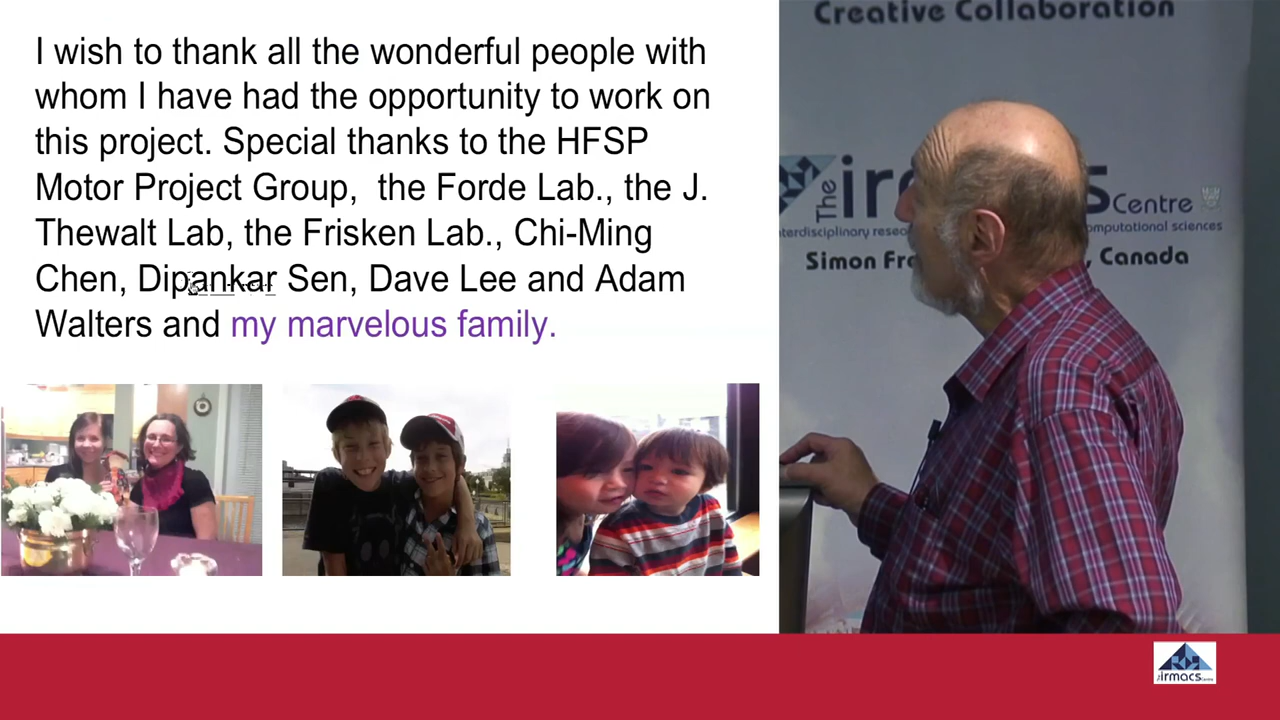 I wish to thank all the wonderful people with
whom I have had the opportunity to work on
this project. Special thanks to the HFSP
Motor Project Group,  the Forde Lab., the J.
Thewalt Lab, the Frisken Lab., Chi-Ming
Chen, Dipankar Sen, Dave Lee and Adam
Walters and my marvelous family.
Creative Collaboration
The
Centre
Simon
, Canada
irmacs